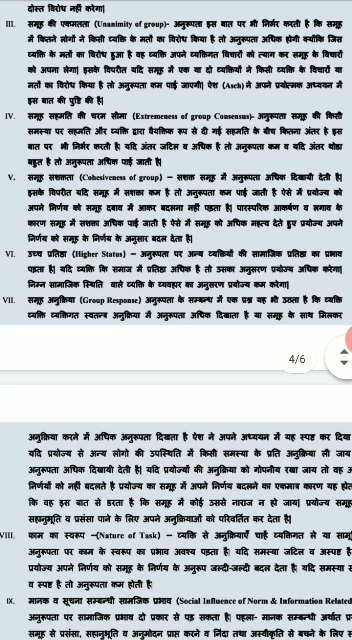 दोस्त विरोध नहीं करेगा|
III. समूह की एकमतता (Unanimity of group)- अनुरूपता इस बात पर भी निर्भर करती है कि समूह
में कितने लोगों ने किसी व्यक्ति के मतों का विरोध किया है तो अनुरूपता अधिक होगी क्योंकि जिस
व्यक्ति के मतों का विरोध हुआ है वह व्यक्ति अपने व्यक्तिगत विचारों को त्याग कर समूह के विचारों
को अपना लेगा| इसके विपरीत यदि समूह में एक या दो व्यक्तियों ने किसी व्यक्ति के विचारों या
मतों का विरोध किया है तो अनुरूपता कम पाई जाएगी| ऐश (Asch) ने अपने प्रयोत्मक अध्ययन में
इस बात की पुष्टि की है|
IV. समूह सहमति की चरम सीमा (Extremeness of group Consensus)- अनुरूपता समूह की किसी
समस्या पर सहमति और व्यक्ति द्वारा वैयक्तिक रूप से दी गई सहमति के बीच कितना अंतर है इस
बात पर भी निर्भर करती है| यदि अंतर जटिल व अधिक है तो अनुरूपता कम व यदि अंतर थोड़ा
बहुत है तो अनुरूपता अधिक पाई जाती है|
V. समूह सशक्तता (Cohesiveness of group) – सशक्त समूह में अनुरूपता अधिक दिखायी देती है|
इसके विपरीत यदि समूह में सशक्त कम है तो अनुरूपता कम पाई जाती है ऐसे में प्रयोज्य को
अपने निर्णय को समूह दबाव में आकर बदलना नहीं पड़ता है| पारस्परिक आकर्षण व लगाव के
कारण समूह में सशक्त अधिक पाई जाती है ऐसे में समूह को अधिक महत्व देते हुए प्रयोज्य अपने
निर्णय को समूह के निर्णय के अनुसार बदल देता है|
VI. उच्च प्रतिष्ठा (Higher Status) – अनुरूपता पर अन्य व्यक्तियों की सामाजिक प्रतिष्ठा का प्रभाव
पड़ता है| यदि व्यक्ति कि समाज में प्रतिष्ठा अधिक है तो उसका अनुसरण प्रयोज्य अधिक करेगा|
निम्न सामाजिक स्थिति वाले व्यक्ति के व्यवहार का अनुसरण प्रयोज्य कम करेगा|
VII. समूह अनुक्रिया (Group Response) अनुरूपता के सम्बन्ध में एक प्रश्न यह भी उठता है कि व्यक्ति
व्यक्ति व्यक्तिगत स्वतन्त्र अनुक्रिया में अनुरूपता अधिक दिखाता है या समूह के साथ मिलकर
4/6
अनुक्रिया करने में अधिक अनुरूपता दिखता है ऐश ने अपने अध्ययन में यह स्पष्ट कर दिया
यदि प्रयोज्य से अन्य लोगो की उपस्थिति में किसी समस्या के प्रति अनुक्रिया ली जाय
अनुरूपता अधिक दिखायी देती है| यदि प्रयोज्यों की अनुक्रिया को गोपनीय रखा जाय तो वह अ
निर्णयों को नहीं बदलते है प्रयोज्य का समूह में अपने निर्णय बदलने का एकमात्र कारण यह होत
कि वह इस बात से डरता है कि समूह में कोई उससे नाराज न हो जाय| प्रयोज्य समूह
सहानुभूति व प्रसंसा पाने के लिए अपने अनुक्रियाओं को परिवर्तित कर देता है|
VIII. काम का स्वरूप –(Nature of Task) – व्यक्ति से अनुक्रियाएँ चाहें व्यक्तिगत ले या सामू
अनुरूपता पर काम के स्वरूप का प्रभाव अवश्य पड़ता है| यदि समस्या जटिल व अस्पष्ट है
प्रयोज्य अपने निर्णय को समूह के निर्णय के अनुरूप जल्दी-जल्दी बदल देता है| यदि समस्या स
व स्पष्ट है तो अनुरूपता कम होती है|
IX. मानक व सूचना सम्बन्धी सामाजिक प्रभाव (Social Influence of Norm & Information Related
अनुरूपता पर सामाजिक प्रभाव दो प्रकार से पड़ सकता है| पहला- मानक सम्बन्धी अर्थात प्र
समूह से प्रसंसा, सहानुभूति व अनुमोदन प्राप्त करने व निंदा तथा अस्वीकृति से बचने के लिए स